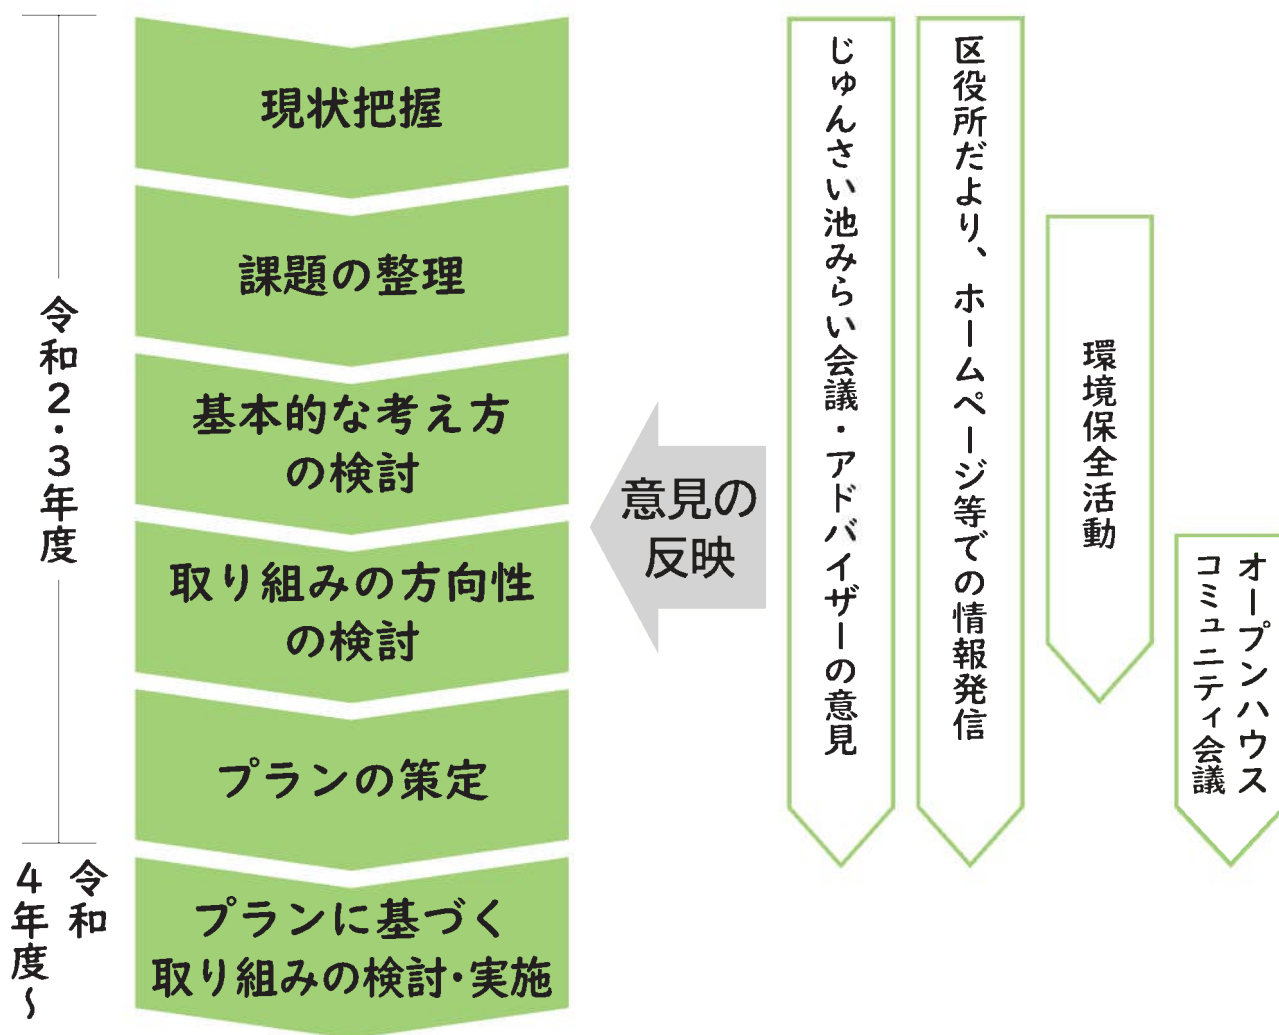 令和2・3年度
令和
4年度～
現状把握
課題の整理
基本的な考え方
の検討
取り組みの方向性
の検討
プランの策定
プランに基づく
取り組みの検討・実施
意見の
反映
じゅんさい池みらい会議・アドバイザーの意見
区役所だより、ホームページ等での情報発信
環境保全活動
オープンハウス
コミュニティ会議